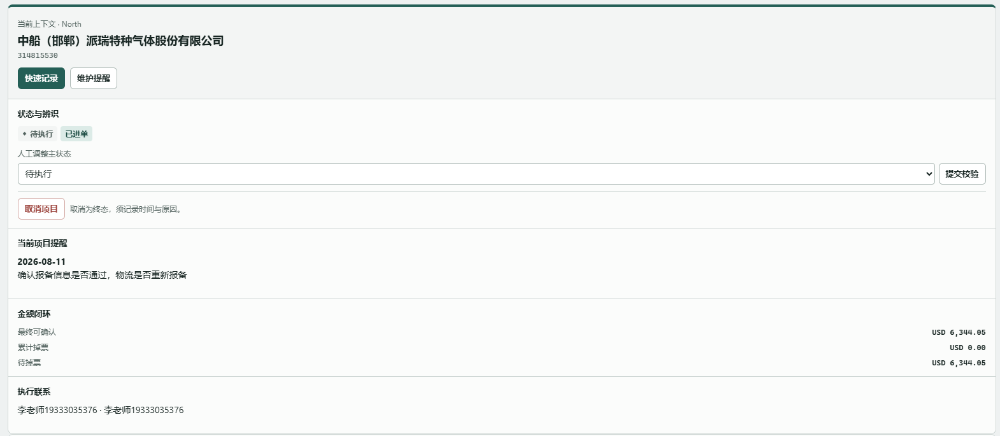 当前上下文 · North
中船（邯郸）派瑞特种气体股份有限公司
314815530
快速记录 维护提醒
状态与辨识
待执行 已进单
人工调整主状态
待执行 提交校验
取消项目 取消为终态，须记录时间与原因。
当前项目提醒
2026-08-11
确认报备信息是否通过，物流是否重新报备
金额闭环
最终可确认 USD 6,344.05
累计掉票 USD 0.00
待掉票 USD 6,344.05
执行联系
李老师19333035376 · 李老师19333035376